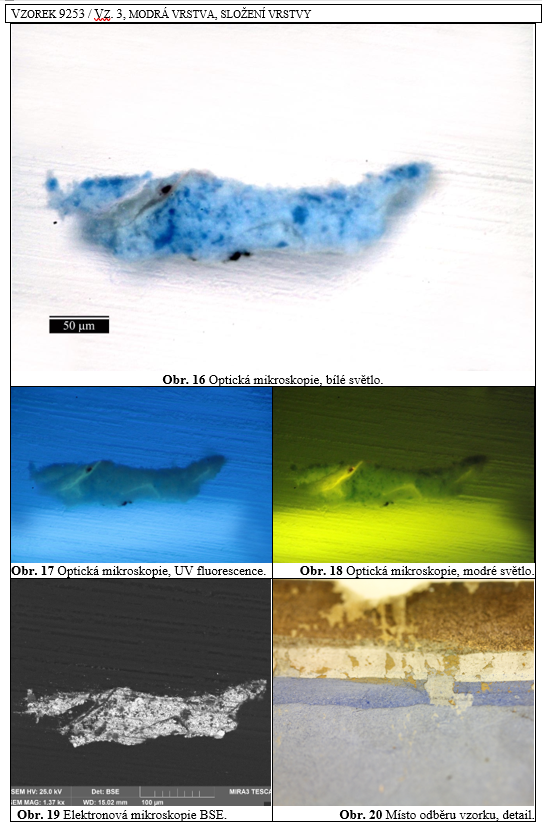 VZOREK 9253 / VZ. 3, MODRÁ VRSTVA, SLOŽENÍ VRSTVY
50 μm
Obr. 16 Optická mikroskopie, bílé světlo.
Obr. 17 Optická mikroskopie, UV fluorescence.
Obr. 18 Optická mikroskopie, modré světlo.
SEM HV: 25.0 kV Det: BSE MIRA3 TESCA
SEM MAG: 1.37 kx WD: 15.02 mm 100 μm
Obr. 19 Elektronová mikroskopie BSE.
Obr. 20 Místo odběru vzorku, detail.